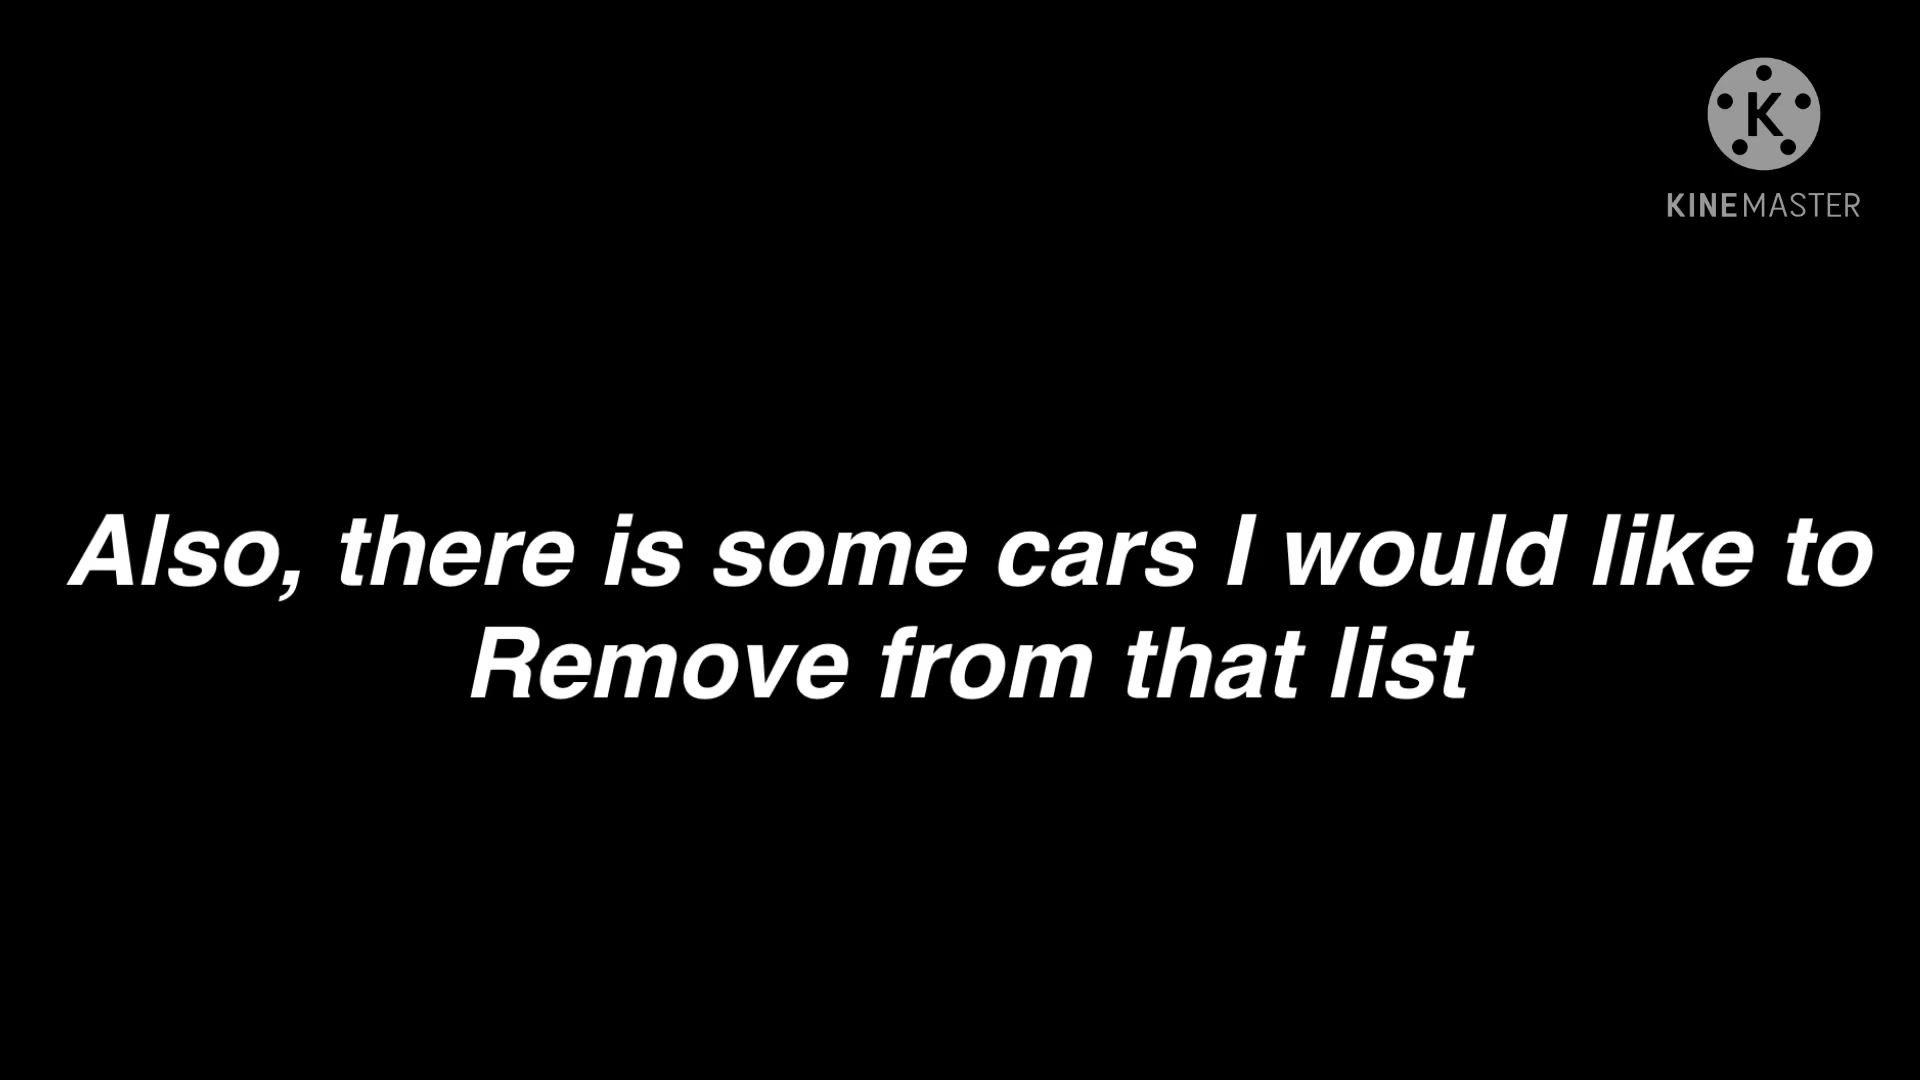 K
KINEMASTER
Also, there is some cars I would like to
Remove from that list